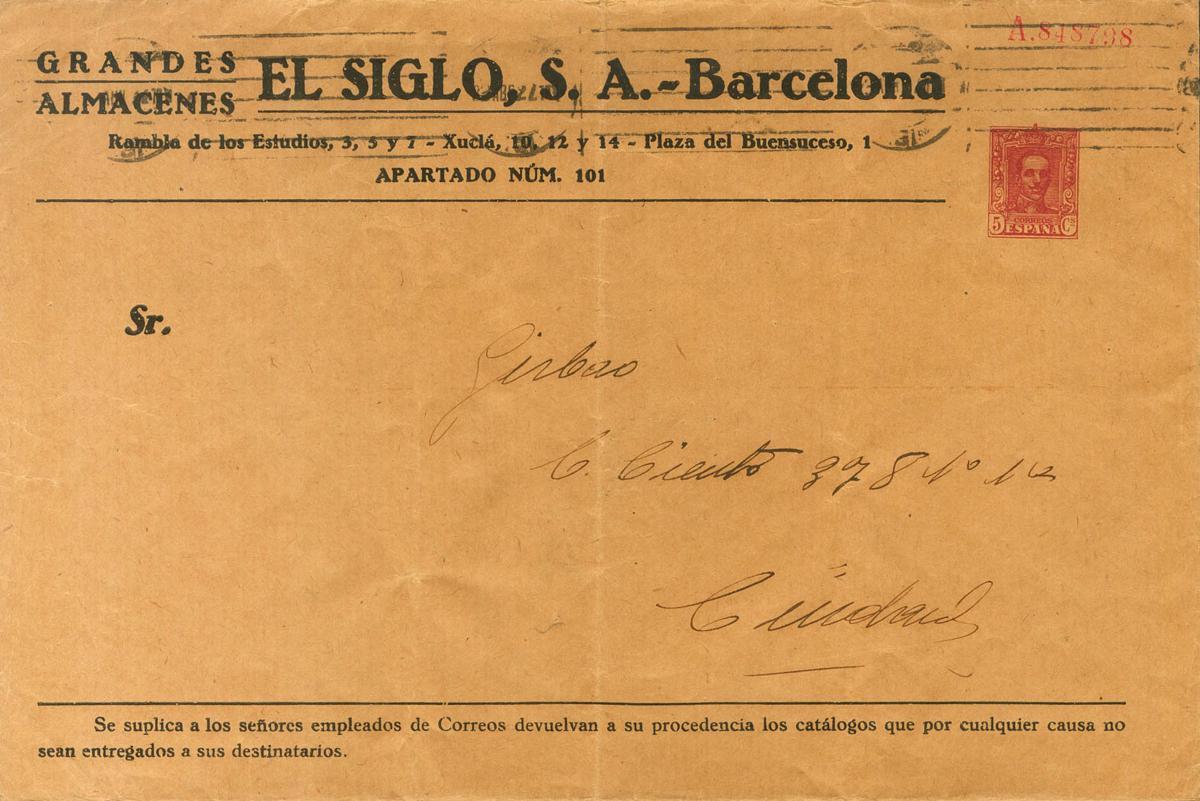 GRANDES ALMACENES EL SIGLO, S. A.-Barcelona
A.848798
Rambla de los Estudios, 3, 5 y 7 - Xuclá, 10, 12 y 14 - Plaza del Buensuceso, 1
APARTADO NÚM. 101
CORREOS
5 ESPAÑA Cs
Sr.
Girbao
C. Ciento 378 1º 1ª
Ciudad
Se suplica a los señores empleados de Correos devuelvan a su procedencia los catálogos que por cualquier causa no
sean entregados a sus destinatarios.